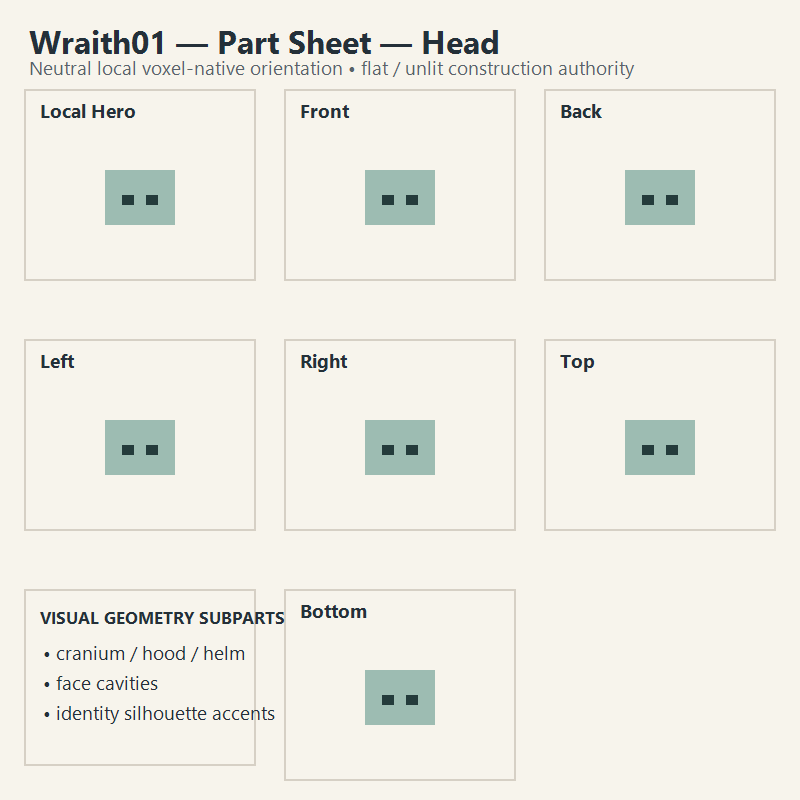 Wraith01 — Part Sheet — Head
Neutral local voxel-native orientation • flat / unlit construction authority
Local Hero
Front
Back
Left
Right
Top
VISUAL GEOMETRY SUBPARTS
• cranium / hood / helm
• face cavities
• identity silhouette accents
Bottom